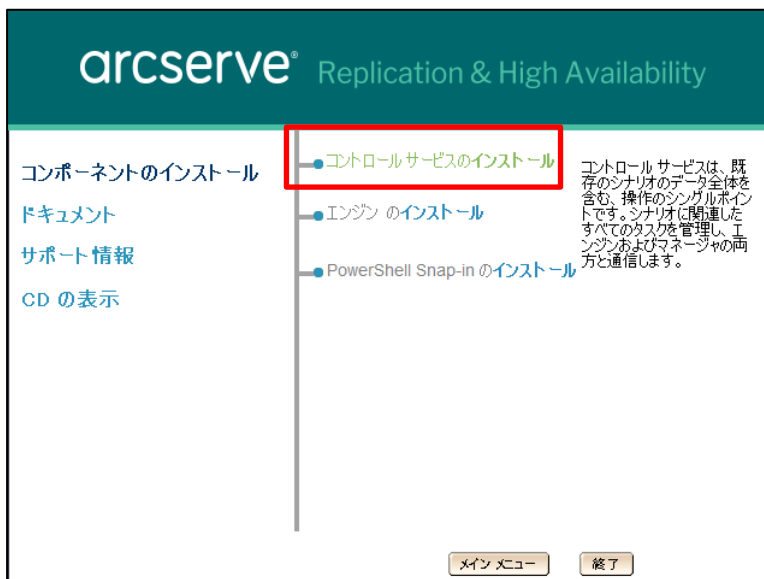 arcserve® Replication & High Availability
コンポーネントのインストール
ドキュメント
サポート情報
CD の表示
コントロール サービスのインストール
エンジン のインストール
PowerShell Snap-in のインストール
コントロール サービスは、既
存のシナリオのデータ全体を
含む、操作のシングルポイン
トです。シナリオに関連した
すべてのタスクを管理し、エ
ンジンおよびマネージャの両
方と通信します。
メイン メニュー
終了